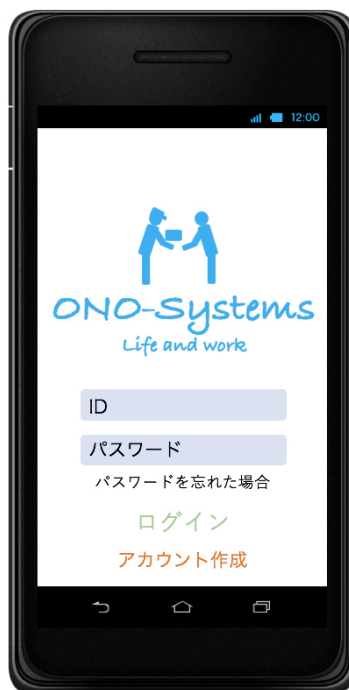 12:00
ONO-Systems
Life and work
ID
パスワード
パスワードを忘れた場合
ログイン
アカウント作成